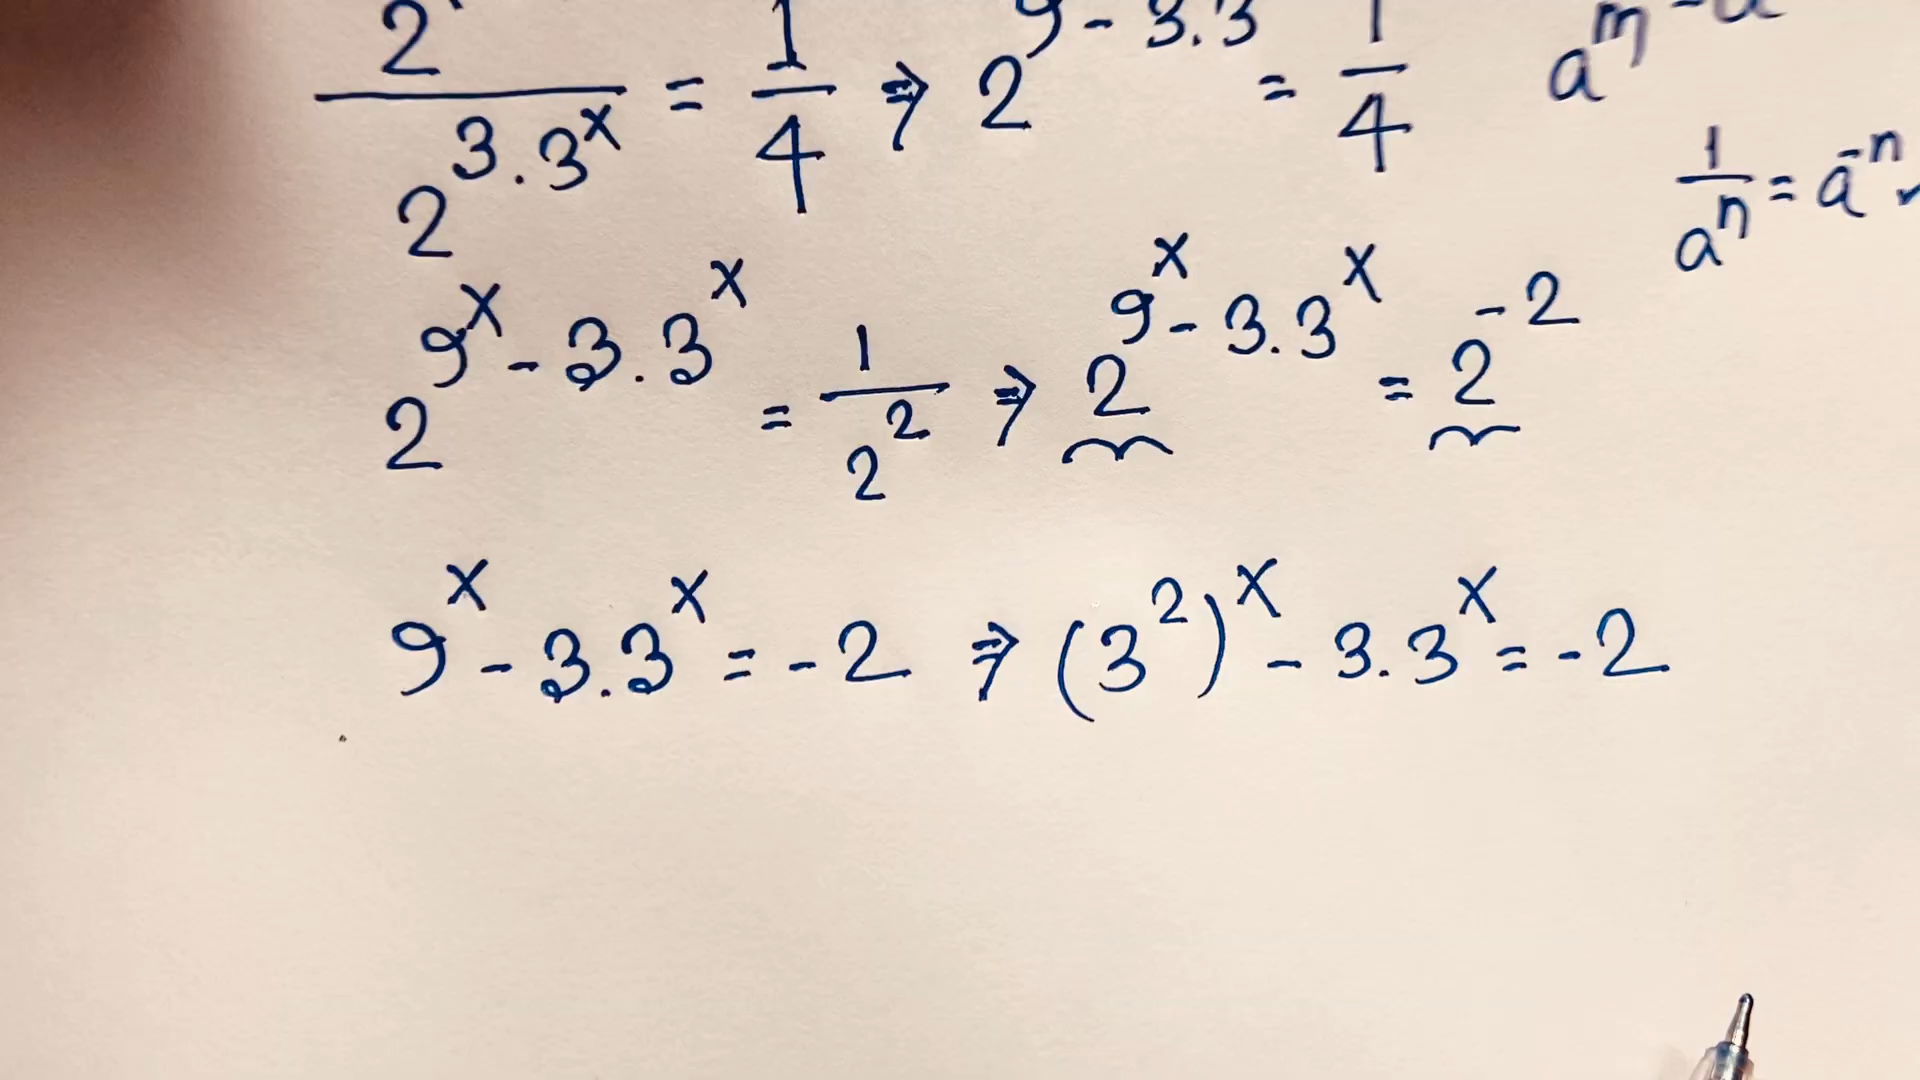 2 / 2^(3.3^x) = 1/4 ⇒ 2^(9 - 3.3) = 1/4 a^m
1/a^n = a^-n
2^(9^x - 3.3^x) = 1/2^2 ⇒ 2^(9^x - 3.3^x) = 2^-2
9^x - 3.3^x = -2 ⇒ (3^2)^x - 3.3^x = -2